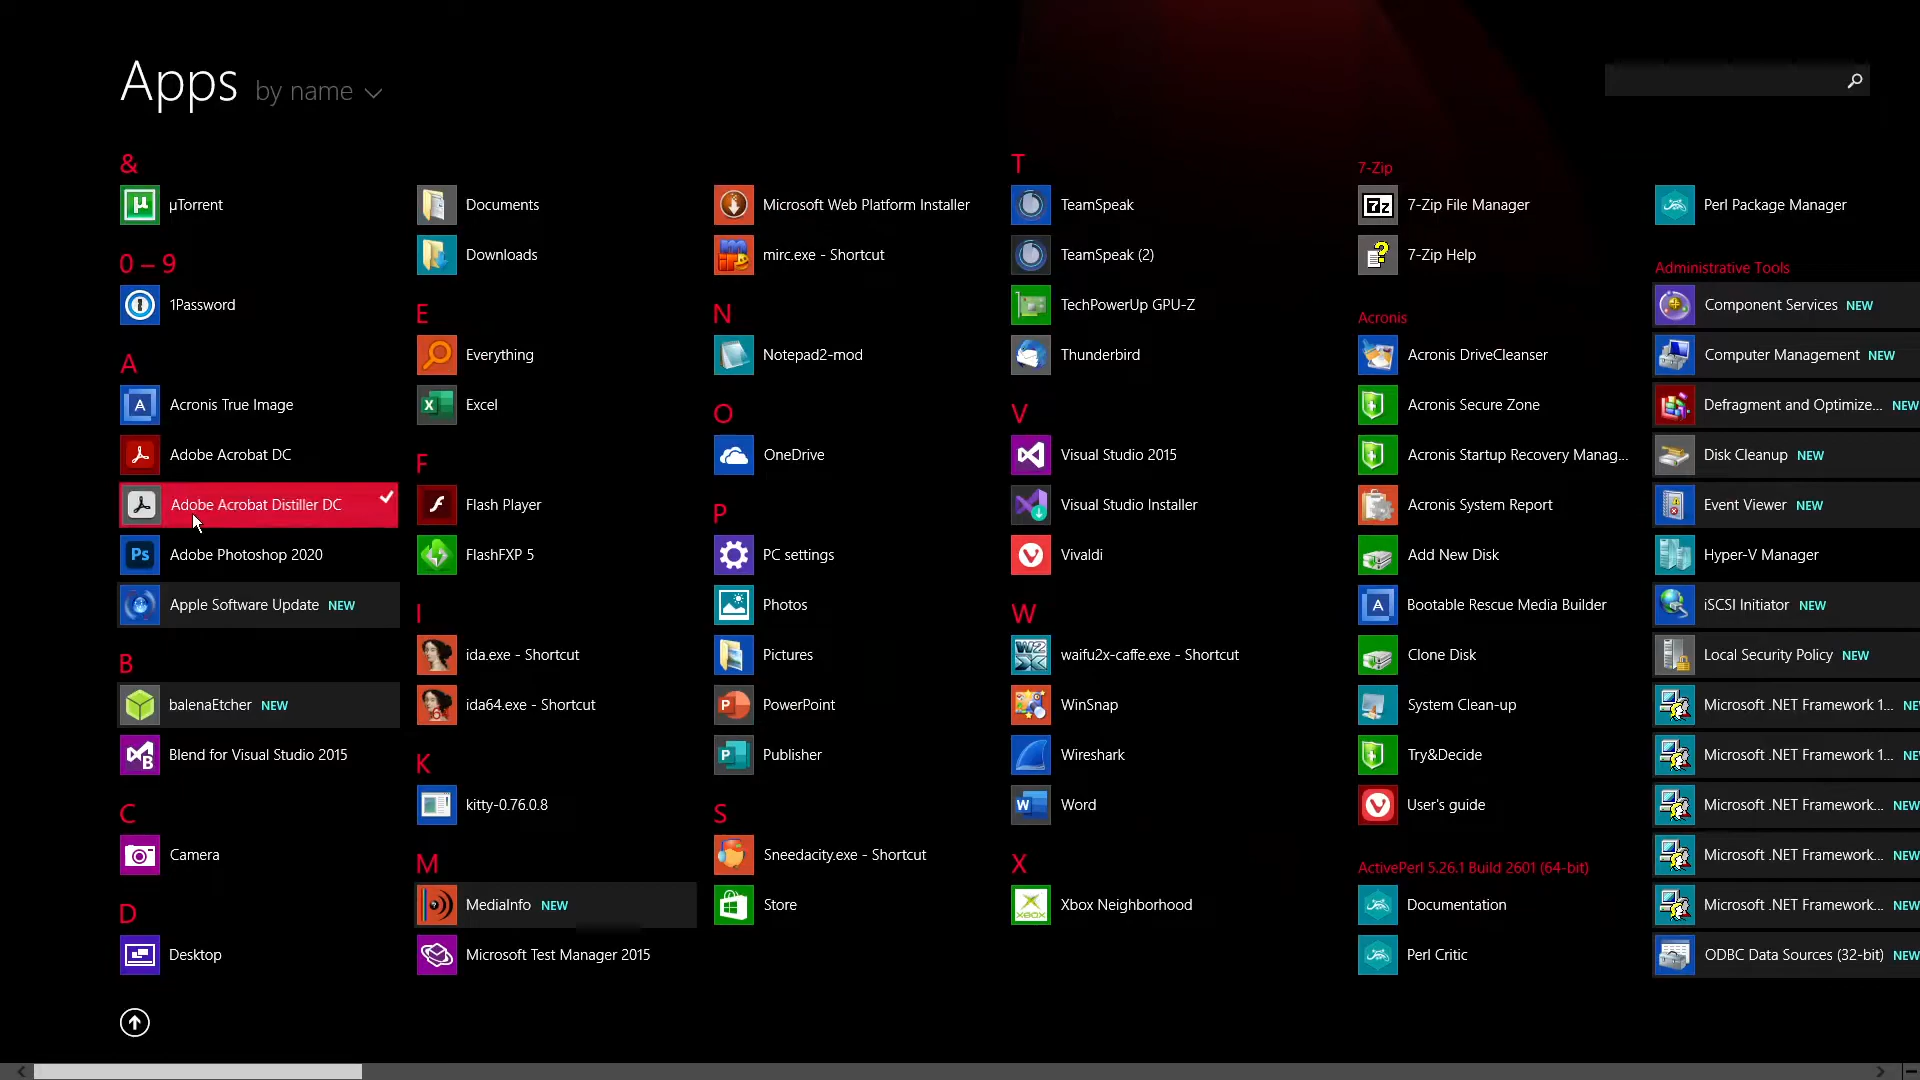 Apps by name
&
µTorrent
0 – 9
1Password
A
Acronis True Image
Adobe Acrobat DC
Adobe Acrobat Distiller DC
Adobe Photoshop 2020
Apple Software Update NEW
B
balenaEtcher NEW
Blend for Visual Studio 2015
C
Camera
D
Desktop
Documents
Downloads
E
Everything
Excel
F
Flash Player
FlashFXP 5
I
ida.exe - Shortcut
ida64.exe - Shortcut
K
kitty-0.76.0.8
M
MediaInfo NEW
Microsoft Test Manager 2015
Microsoft Web Platform Installer
mirc.exe - Shortcut
N
Notepad2-mod
O
OneDrive
P
PC settings
Photos
Pictures
PowerPoint
Publisher
S
Sneedacity.exe - Shortcut
Store
T
TeamSpeak
TeamSpeak (2)
TechPowerUp GPU-Z
Thunderbird
V
Visual Studio 2015
Visual Studio Installer
Vivaldi
W
waifu2x-caffe.exe - Shortcut
WinSnap
Wireshark
Word
X
Xbox Neighborhood
7-Zip
7-Zip File Manager
7-Zip Help
Acronis
Acronis DriveCleanser
Acronis Secure Zone
Acronis Startup Recovery Manag...
Acronis System Report
Add New Disk
Bootable Rescue Media Builder
Clone Disk
System Clean-up
Try&Decide
User's guide
ActivePerl 5.26.1 Build 2601 (64-bit)
Documentation
Perl Critic
Perl Package Manager
Administrative Tools
Component Services NEW
Computer Management NEW
Defragment and Optimize... NEW
Disk Cleanup NEW
Event Viewer NEW
Hyper-V Manager
iSCSI Initiator NEW
Local Security Policy NEW
Microsoft .NET Framework 1... NE
Microsoft .NET Framework 1... NE
Microsoft .NET Framework... NEW
Microsoft .NET Framework... NEW
Microsoft .NET Framework... NEW
ODBC Data Sources (32-bit) NEW